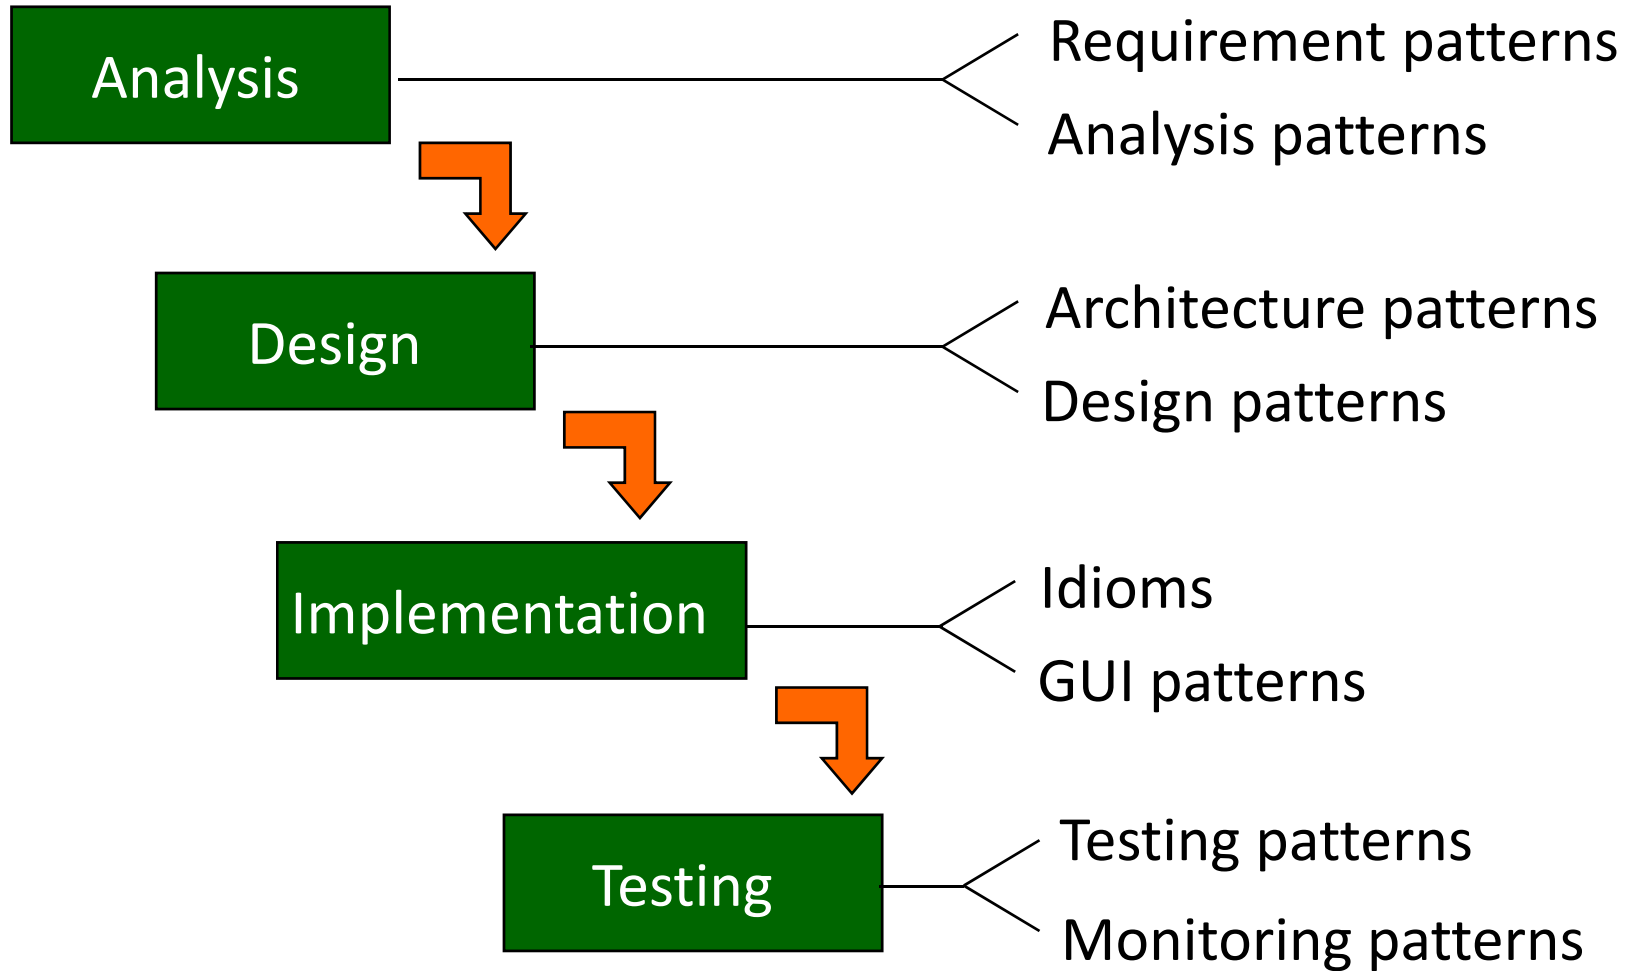 Analysis
Requirement patterns
Analysis patterns
Design
Architecture patterns
Design patterns
Implementation
Idioms
GUI patterns
Testing
Testing patterns
Monitoring patterns